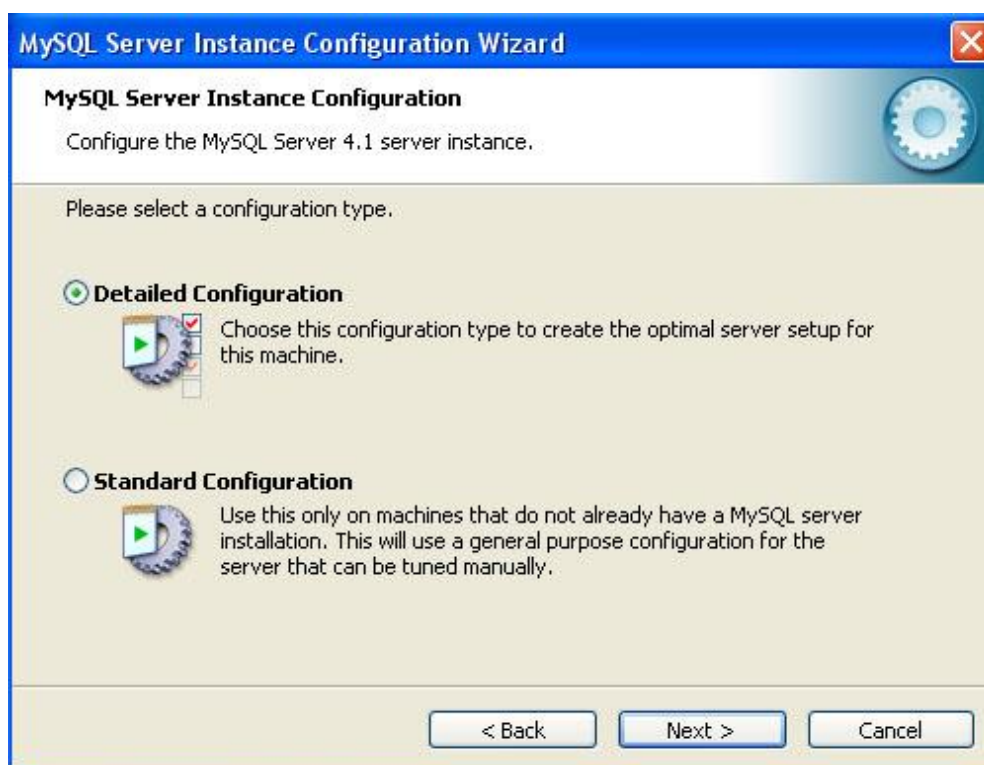 MySQL Server Instance Configuration Wizard
MySQL Server Instance Configuration
Configure the MySQL Server 4.1 server instance.
Please select a configuration type.
Detailed Configuration
Choose this configuration type to create the optimal server setup for
this machine.
Standard Configuration
Use this only on machines that do not already have a MySQL server
installation. This will use a general purpose configuration for the
server that can be tuned manually.
< Back Next > Cancel